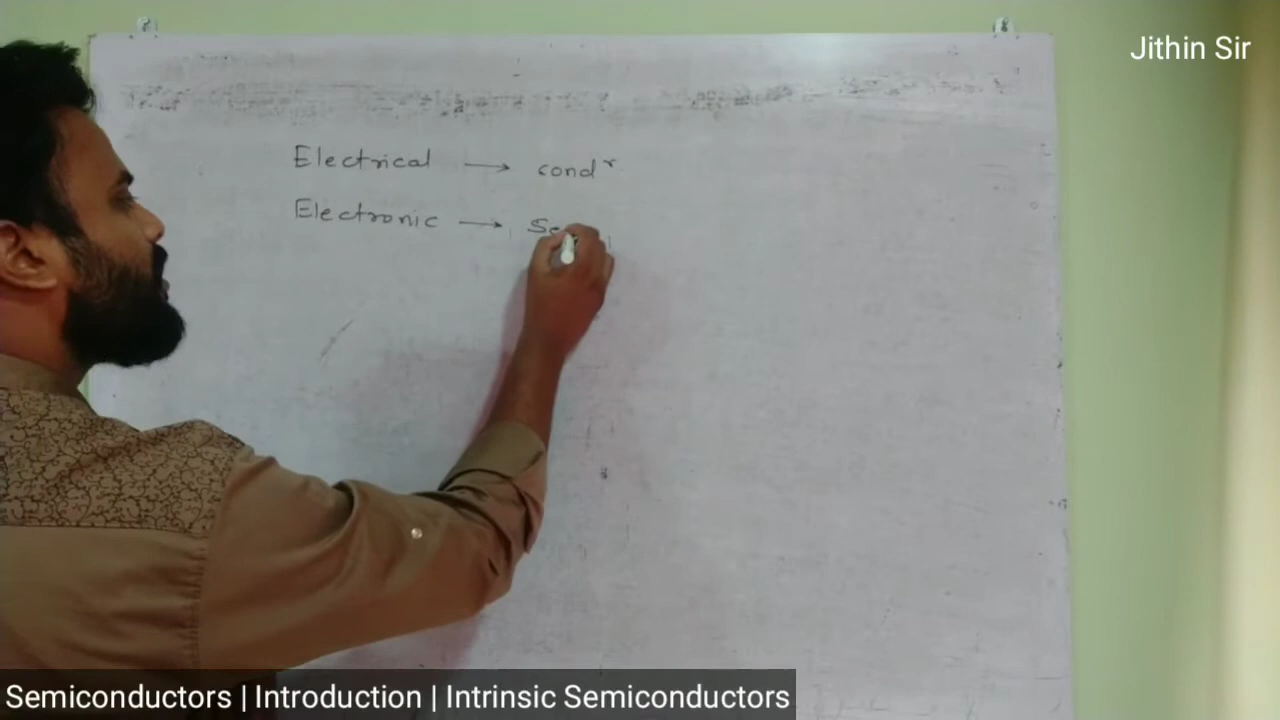 Jithin Sir
Electrical → condr
Electronic → Se
Semiconductors | Introduction | Intrinsic Semiconductors